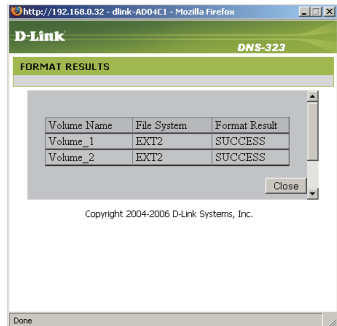 http://192.168.0.32 - dlink-AD04C1 - Mozilla Firefox
D-Link
DNS-323
FORMAT RESULTS
Volume Name File System Format Result
Volume_1 EXT2 SUCCESS
Volume_2 EXT2 SUCCESS
Close
Copyright 2004-2006 D-Link Systems, Inc.
Done